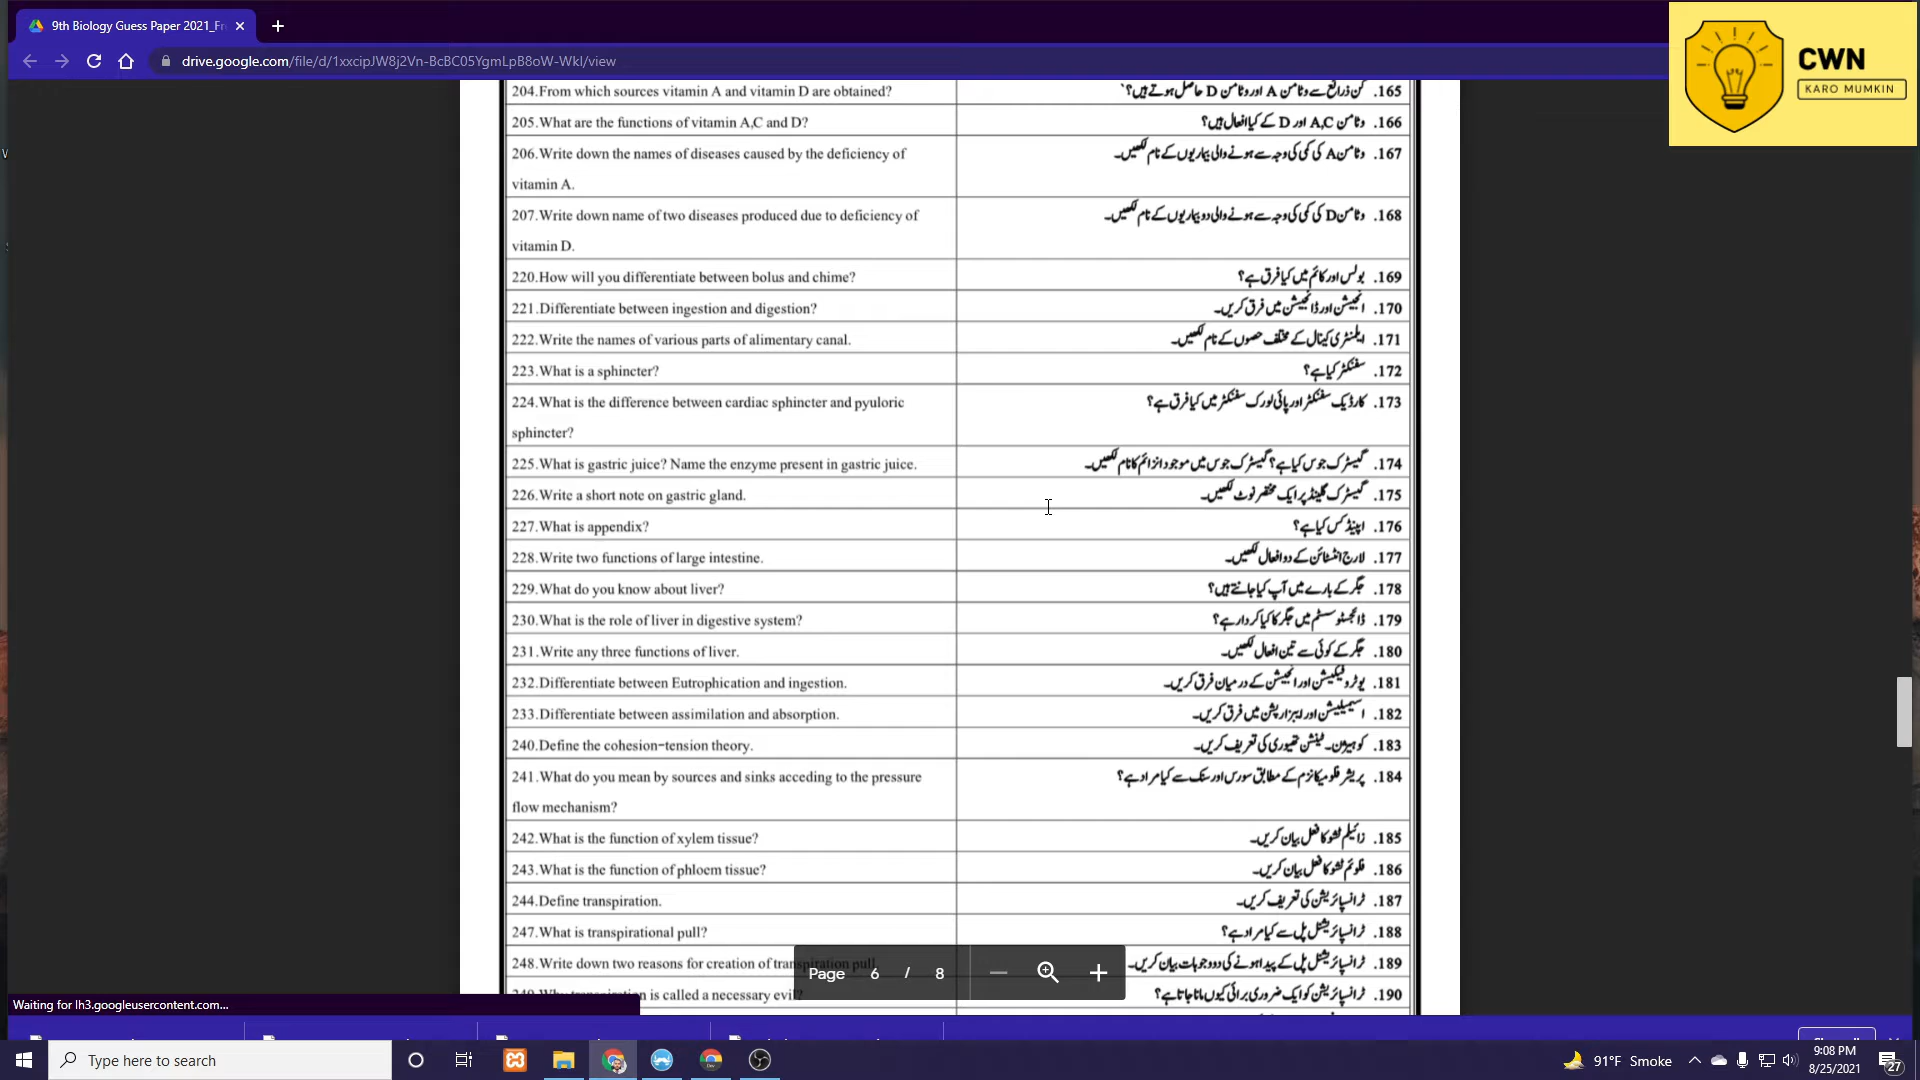 9th Biology Guess Paper 2021_Fr
drive.google.com/file/d/1xxcipJW8j2Vn-BcBC05YgmLpB8oW-Wkl/view
CWN
KARO MUMKIN
204.From which sources vitamin A and vitamin D are obtained?
165. کن ذرائع سے وٹامن A اور وٹامن D حاصل ہوتے ہیں؟`
205.What are the functions of vitamin A,C and D?
166. وٹامن A,C اور D کے کیا افعال ہیں؟
206.Write down the names of diseases caused by the deficiency of
vitamin A.
167. وٹامن A کی کمی کی وجہ سے ہونے والی بیماریوں کے نام لکھیں۔
207.Write down name of two diseases produced due to deficiency of
vitamin D.
168. وٹامن D کی کمی کی وجہ سے ہونے والی دو بیماریوں کے نام لکھیں۔
220.How will you differentiate between bolus and chime?
169. بولس اور کائم میں کیا فرق ہے؟
221.Differentiate between ingestion and digestion?
170. انجیشن اور ڈائجیشن میں فرق کریں۔
222.Write the names of various parts of alimentary canal.
171. ایلمنٹری کینال کے مختلف حصوں کے نام لکھیں۔
223.What is a sphincter?
172. سفنکٹر کیا ہے؟
224.What is the difference between cardiac sphincter and pyuloric
sphincter?
173. کارڈیک سفنکٹر اور پائی لورک سفنکٹر میں کیا فرق ہے؟
225.What is gastric juice? Name the enzyme present in gastric juice.
174. گیسٹرک جوس کیا ہے؟ گیسٹرک جوس میں موجود انزائم کا نام لکھیں۔
226.Write a short note on gastric gland.
175. گیسٹرک گلینڈ پر ایک مختصر نوٹ لکھیں۔
227.What is appendix?
176. اپینڈکس کیا ہے؟
228.Write two functions of large intestine.
177. لارج انٹسٹائن کے دو افعال لکھیں۔
229.What do you know about liver?
178. جگر کے بارے میں آپ کیا جانتے ہیں؟
230.What is the role of liver in digestive system?
179. ڈائجسٹو سسٹم میں جگر کا کیا کردار ہے؟
231.Write any three functions of liver.
180. جگر کے کوئی سے تین افعال لکھیں۔
232.Differentiate between Eutrophication and ingestion.
181. یوٹروفیکیشن اور انجیشن کے درمیان فرق کریں۔
233.Differentiate between assimilation and absorption.
182. اسیمیلیشن اور ایبزارپشن میں فرق کریں۔
240.Define the cohesion-tension theory.
183. کوہیژن۔ٹینشن تھیوری کی تعریف کریں۔
241.What do you mean by sources and sinks acceding to the pressure
flow mechanism?
184. پریشر فلو میکانزم کے مطابق سورس اور سنک سے کیا مراد ہے؟
242.What is the function of xylem tissue?
185. زائیلم ٹشو کا فعل بیان کریں۔
243.What is the function of phloem tissue?
186. فلوئم ٹشو کا فعل بیان کریں۔
244.Define transpiration.
187. ٹرانسپائریشن کی تعریف کریں۔
247.What is transpirational pull?
188. ٹرانسپائریشنل پل سے کیا مراد ہے؟
248.Write down two reasons for creation of transpiration pull.
189. ٹرانسپائریشنل پل کے پیدا ہونے کی دو وجوہات بیان کریں۔
249.Why transpiration is called a necessary evil?
190. ٹرانسپائریشن کو ایک ضروری برائی کیوں مانا جاتا ہے؟
Page 6 / 8
Waiting for lh3.googleusercontent.com...
Type here to search
91°F Smoke
9:08 PM
8/25/2021
27